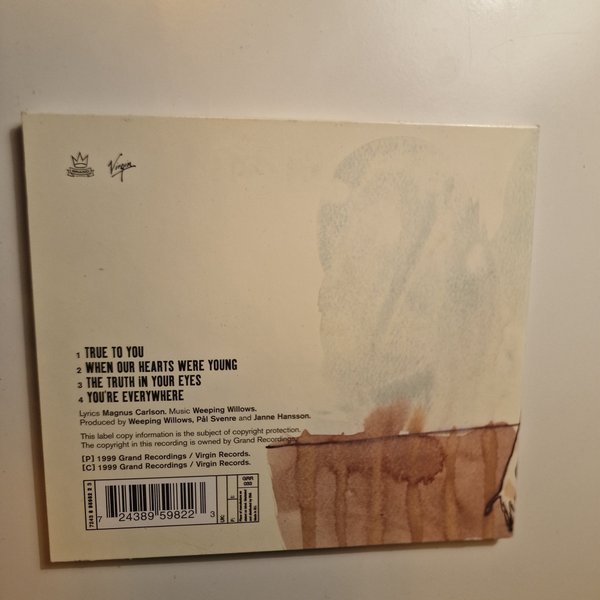 Virgin
1 TRUE TO YOU
2 WHEN OUR HEARTS WERE YOUNG
3 THE TRUTH iN YOUR EYES
4 YOU'RE EVERYWHERE
Lyrics Magnus Carlson. Music Weeping Willows.
Produced by Weeping Willows, Pål Svenre and Janne Hansson.
This label copy information is the subject of copyright protection.
The copyright in this recording is owned by Grand Recordings.
[P] 1999 Grand Recordings / Virgin Records.
[C] 1999 Grand Recordings / Virgin Records.
7 24389 59822 3